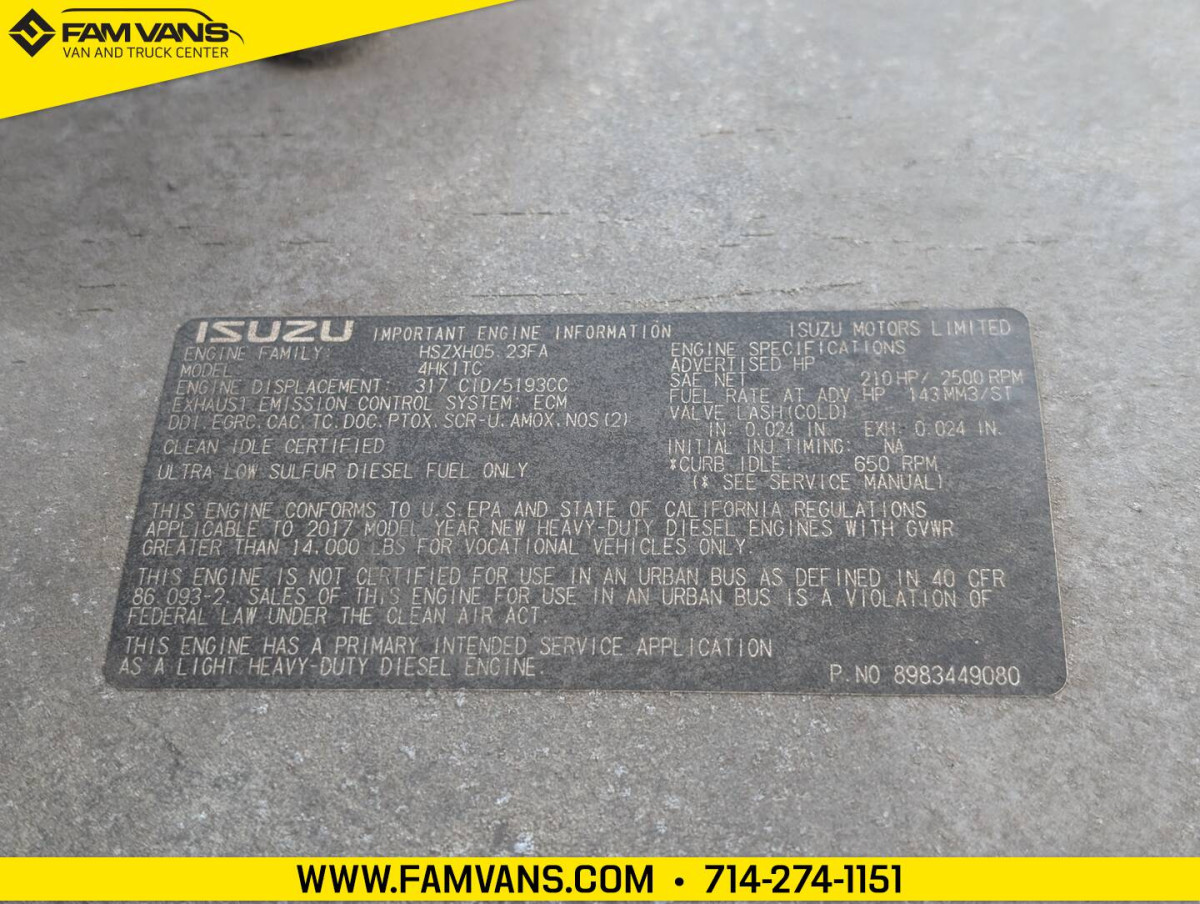 FAM VANS
VAN AND TRUCK CENTER
ISUZU IMPORTANT ENGINE INFORMATION ISUZU MOTORS LIMITED
ENGINE FAMILY: HSZXH05.23FA
MODEL: 4HK1TC
ENGINE DISPLACEMENT: 317 CID/5193CC
EXHAUST EMISSION CONTROL SYSTEM: ECM
DDI.EGRC.CAC.TC.DOC.PTOX.SCR-U.AMOX.NOS(2)
CLEAN IDLE CERTIFIED
ULTRA LOW SULFUR DIESEL FUEL ONLY
ENGINE SPECIFICATIONS
ADVERTISED HP
SAE NET 210HP/ 2500RPM
FUEL RATE AT ADV.HP 143MM3/ST
VALVE LASH(COLD)
IN: 0.024 IN. EXH: 0.024 IN.
INITIAL INJ TIMING: NA
*CURB IDLE: 650 RPM
(* SEE SERVICE MANUAL)
THIS ENGINE CONFORMS TO U.S.EPA AND STATE OF CALIFORNIA REGULATIONS
APPLICABLE TO 2017 MODEL YEAR NEW HEAVY-DUTY DIESEL ENGINES WITH GVWR
GREATER THAN 14,000 LBS FOR VOCATIONAL VEHICLES ONLY.
THIS ENGINE IS NOT CERTIFIED FOR USE IN AN URBAN BUS AS DEFINED IN 40 CFR
86.093-2. SALES OF THIS ENGINE FOR USE IN AN URBAN BUS IS A VIOLATION OF
FEDERAL LAW UNDER THE CLEAN AIR ACT.
THIS ENGINE HAS A PRIMARY INTENDED SERVICE APPLICATION
AS A LIGHT HEAVY-DUTY DIESEL ENGINE.
P.NO 8983449080
WWW.FAMVANS.COM • 714-274-1151